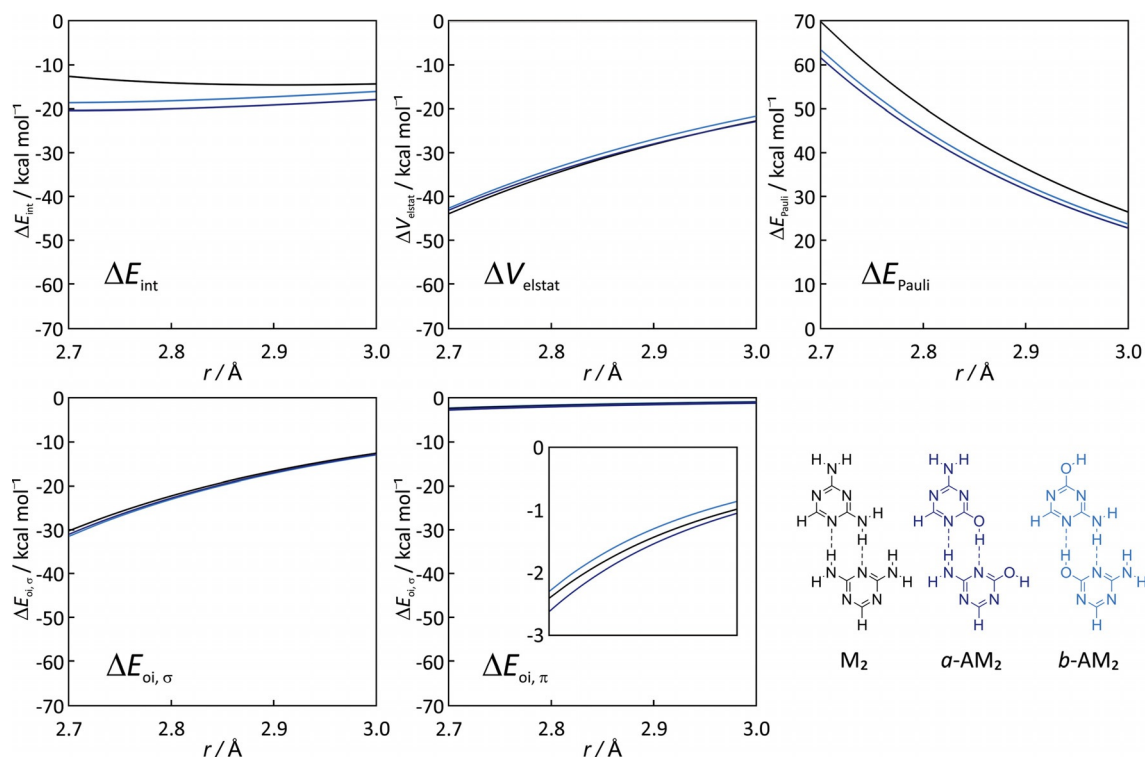 -0
-10
-20
-30
-40
-50
-60
-70
ΔE_int / kcal mol⁻¹
ΔE_int
2.7 2.8 2.9 3.0
r / Å
0
-10
-20
-30
-40
-50
-60
-70
ΔV_elstat / kcal mol⁻¹
ΔV_elstat
2.7 2.8 2.9 3.0
r / Å
70
60
50
40
30
20
10
0
ΔE_Pauli / kcal mol⁻¹
ΔE_Pauli
2.7 2.8 2.9 3.0
r / Å
0
-10
-20
-30
-40
-50
-60
-70
ΔE_oi, σ / kcal mol⁻¹
ΔE_oi, σ
2.7 2.8 2.9 3.0
r / Å
0
-10
-20
-30
-40
-50
-60
-70
ΔE_oi, σ / kcal mol⁻¹
0
-1
-2
-3
ΔE_oi, π
2.7 2.8 2.9 3.0
r / Å
H N H
N N
H N N H
H
H
H N N N H
N N H
H
M₂
H N H
N N
H N O
H
H
H N N O H
N N
H
a-AM₂
O H
N N
H N N H
H
H
O N N H
N N H
H
b-AM₂